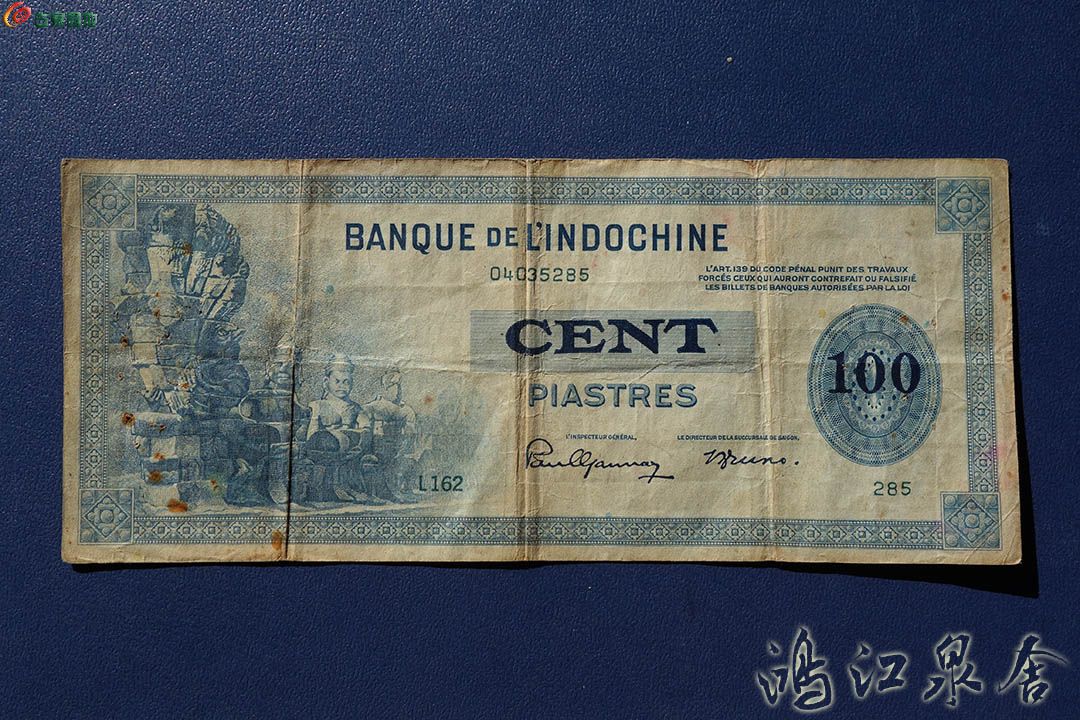 BANQUE DE L'INDOCHINE
04035285
L'ART.139 DU CODE PÉNAL PUNIT DES TRAVAUX
FORCÉS CEUX QUI AURONT CONTREFAIT OU FALSIFIÉ
LES BILLETS DE BANQUES AUTORISÉES PAR LA LOI
CENT
PIASTRES
100
L'INSPECTEUR GÉNÉRAL,
LE DIRECTEUR DE LA SUCCURSALE DE SAIGON,
L162
285
鴻江泉舍